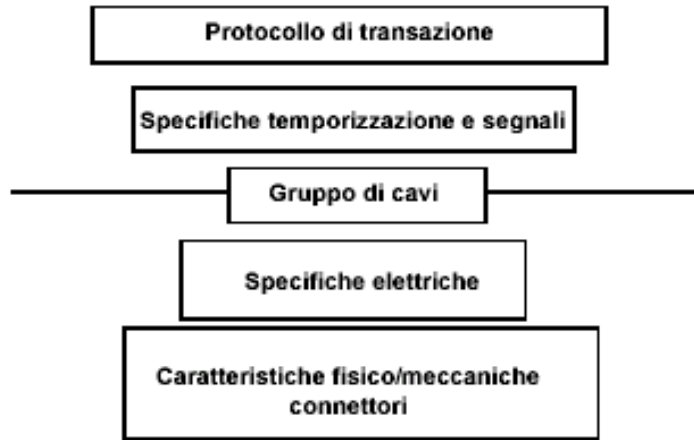 Protocollo di transazione
Specifiche temporizzazione e segnali
Gruppo di cavi
Specifiche elettriche
Caratteristiche fisico/meccaniche
connettori